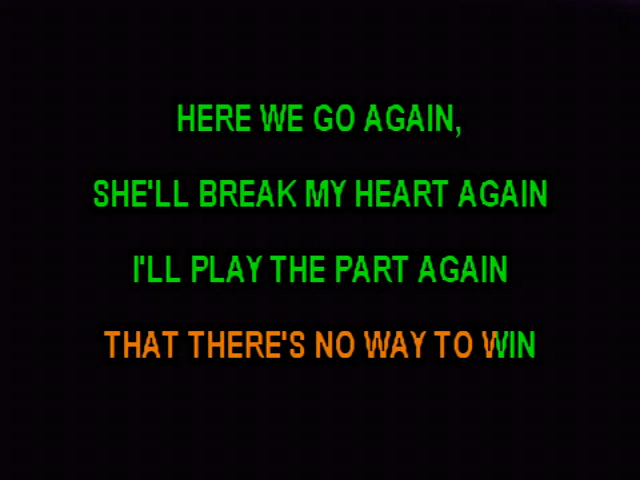 HERE WE GO AGAIN,
SHE'LL BREAK MY HEART AGAIN
I'LL PLAY THE PART AGAIN
THAT THERE'S NO WAY TO WIN